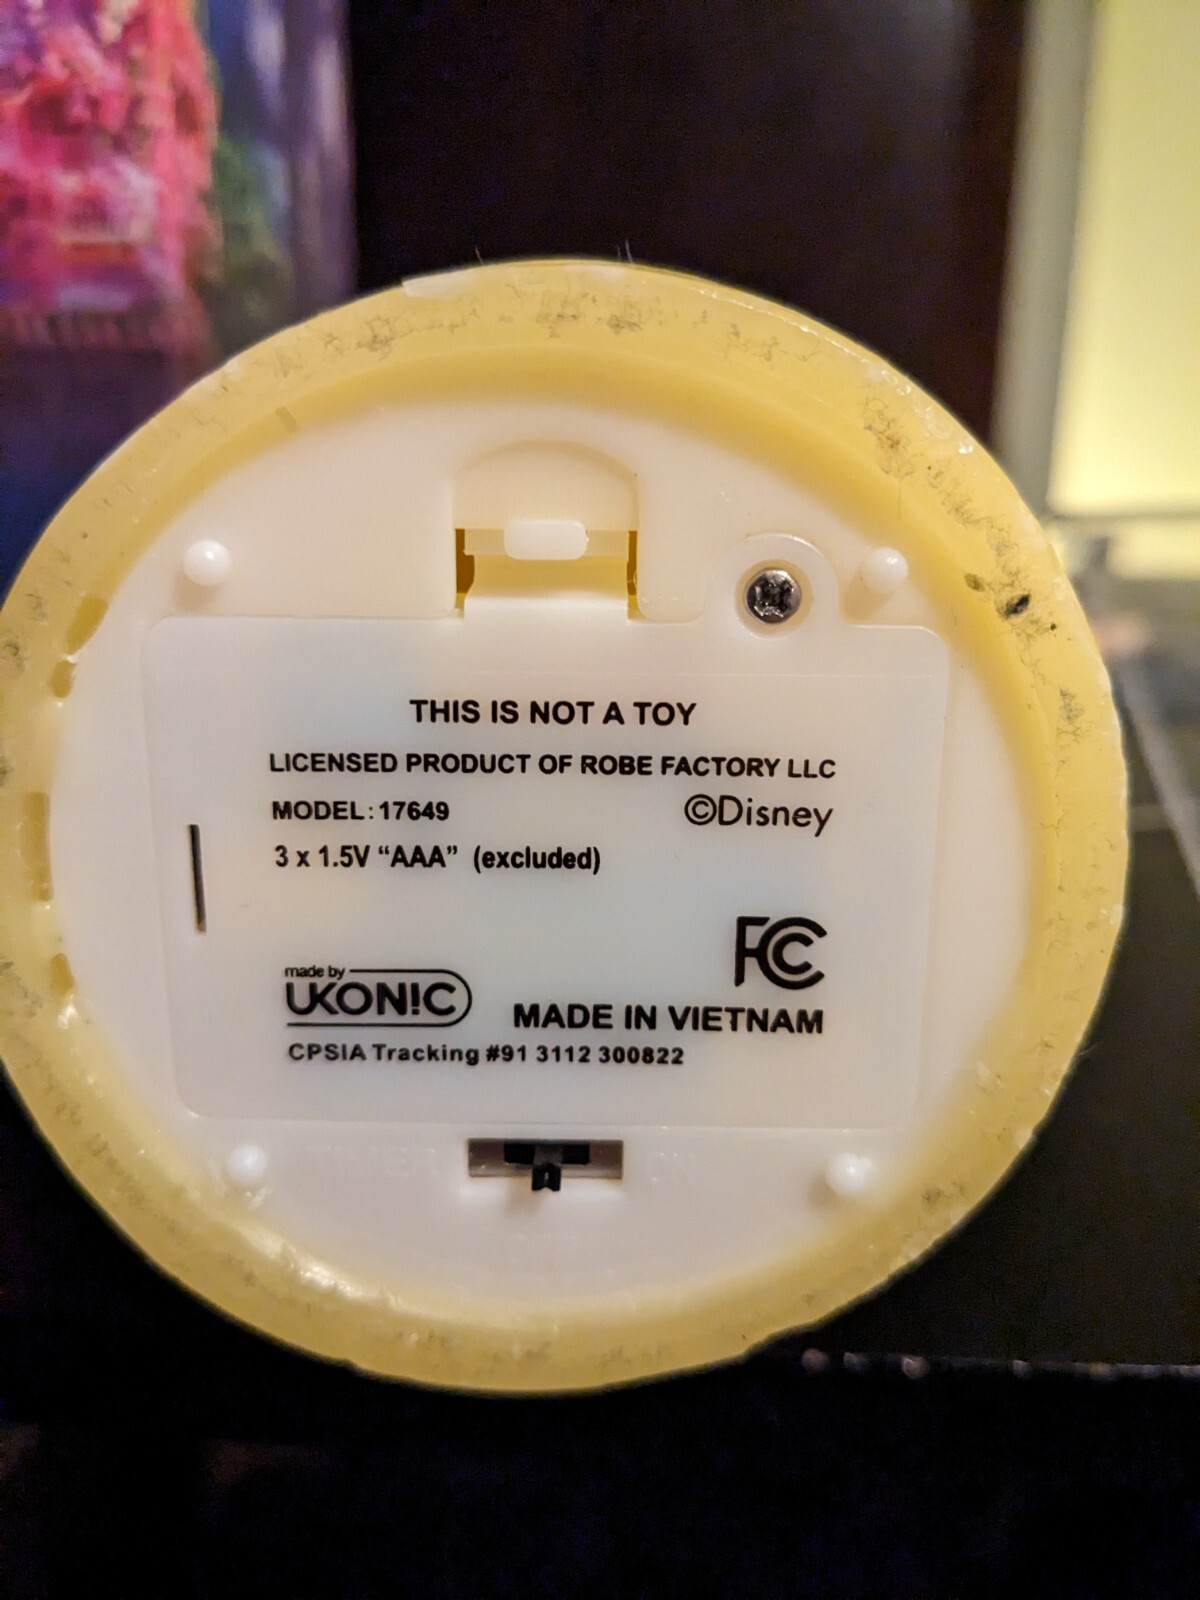 THIS IS NOT A TOY
LICENSED PRODUCT OF ROBE FACTORY LLC
MODEL: 17649
©Disney
3 x 1.5V “AAA” (excluded)
FC
made by
UKON!C
MADE IN VIETNAM
CPSIA Tracking #91 3112 300822